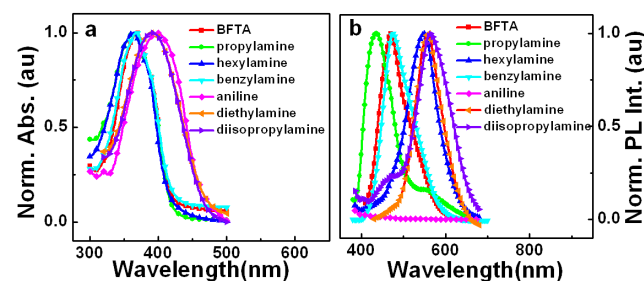 a
BFTA
propylamine
hexylamine
benzylamine
aniline
diethylamine
diisopropylamine
Norm. Abs. (au)
1.0
0.5
0.0
300 400 500 600
Wavelength(nm)
b
BFTA
propylamine
hexylamine
benzylamine
aniline
diethylamine
diisopropylamine
400 600 800
Wavelength(nm)
1.0
0.5
0.0
Norm. PL Int. (au)